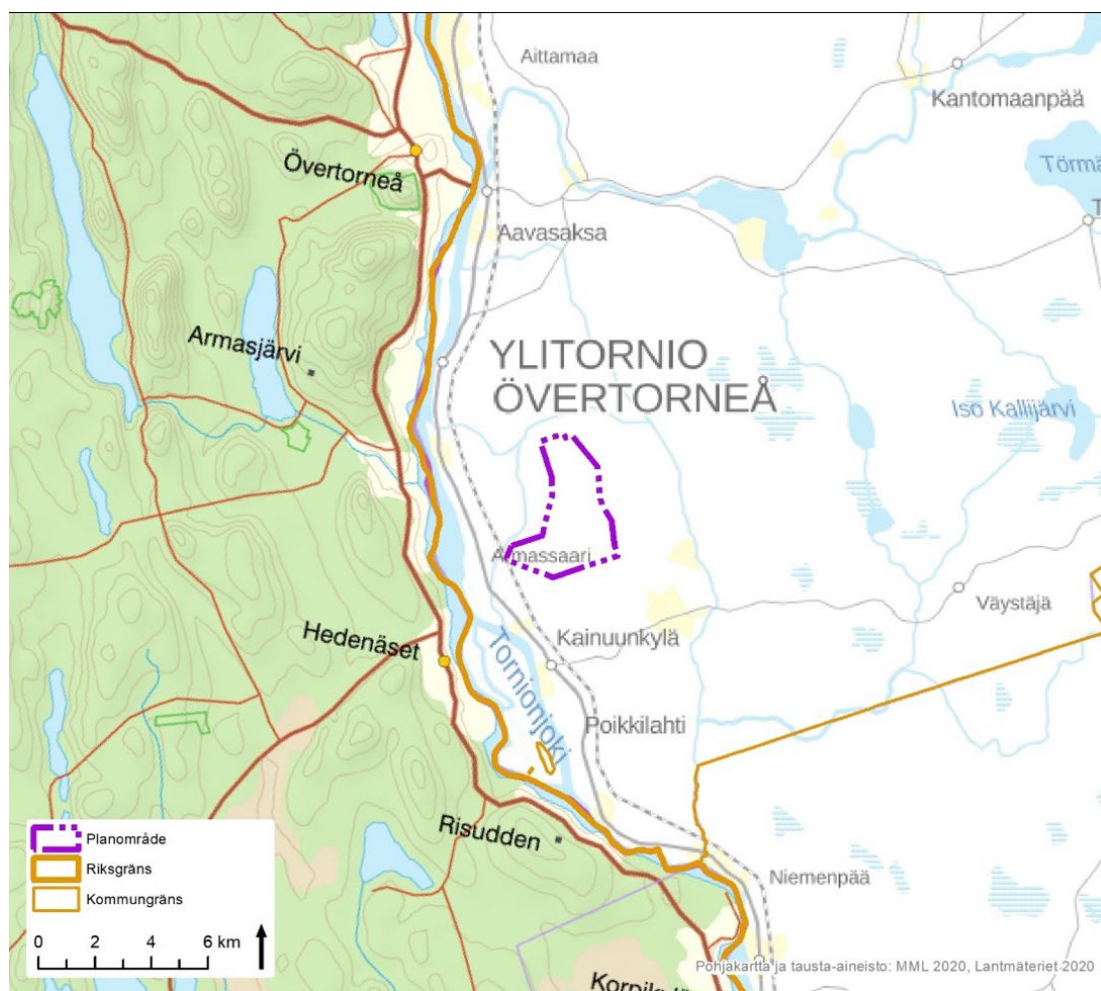 Aittamaa
Kantomaanpää
Övertorneå
Törmä
T
Aavasaksa
Armasjärvi
YLITORNIO
ÖVERTORNEÅ
Iso Kallijärvi
Armassaari
Väystäjä
Hedenäset
Kainuunkylä
Tornionjoki
Poikkilahti
Risudden
Niemenpää
Planområde
Riksgräns
Kommungräns
0 2 4 6 km
Pohjakartta ja tausta-aineisto: MML 2020, Lantmäteriet 2020